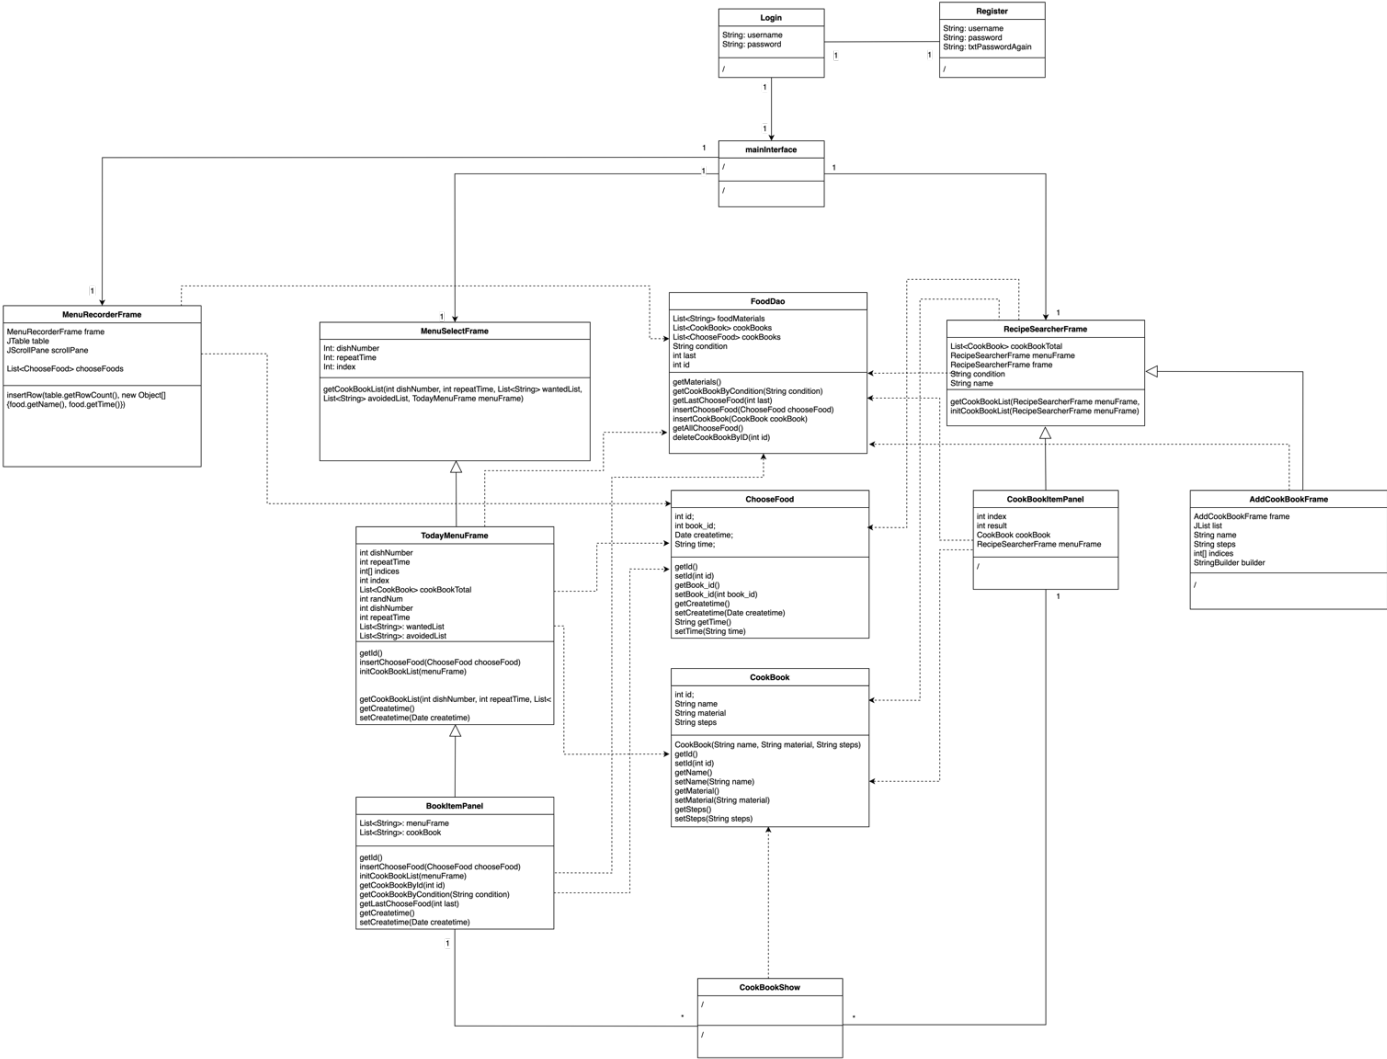 Login
String: username
String: password
/
Register
String: username
String: password
String: txtPasswordAgain
/
1
1
1
1
mainInterface
/
/
1
1
1
1
1
1
MenuRecorderFrame
MenuRecorderFrame frame
JTable table
JScrollPane scrollPane
List<ChooseFood> chooseFoods
insertRow(table.getRowCount(), new Object[]
{food.getName(), food.getTime()})
MenuSelectFrame
Int: dishNumber
Int: repeatTime
Int: index
getCookBookList(int dishNumber, int repeatTime, List<String> wantedList,
List<String> avoidedList, TodayMenuFrame menuFrame)
FoodDao
List<String> foodMaterials
List<CookBook> cookBooks
List<ChooseFood> cookBooks
String condition
int last
int id
getMaterials()
getCookBookByCondition(String condition)
getLastChooseFood(int last)
insertChooseFood(ChooseFood chooseFood)
insertCookBook(CookBook cookBook)
getAllChooseFood()
deleteCookBookByID(int id)
RecipeSearcherFrame
List<CookBook> cookBookTotal
RecipeSearcherFrame menuFrame
RecipeSearcherFrame frame
String condition
String name
getCookBookList(RecipeSearcherFrame menuFrame,
initCookBookList(RecipeSearcherFrame menuFrame)
TodayMenuFrame
int dishNumber
int repeatTime
int[] indices
int index
List<CookBook> cookBookTotal
int randNum
int dishNumber
int repeatTime
List<String>: wantedList
List<String>: avoidedList
getId()
insertChooseFood(ChooseFood chooseFood)
initCookBookList(menuFrame)
getCookBookList(int dishNumber, int repeatTime, List<
getCreatetime()
setCreatetime(Date createtime)
ChooseFood
int id;
int book_id;
Date createtime;
String time;
getId()
setId(int id)
getBook_id()
setBook_id(int book_id)
getCreatetime()
setCreatetime(Date createtime)
String getTime()
setTime(String time)
CookBookItemPanel
int index
int result
CookBook cookBook
RecipeSearcherFrame menuFrame
/
1
AddCookBookFrame
AddCookBookFrame frame
JList list
String name
String steps
int[] indices
StringBuilder builder
/
CookBook
int id;
String name
String material
String steps
CookBook(String name, String material, String steps)
getId()
setId(int id)
getName()
setName(String name)
getMaterial()
setMaterial(String material)
getSteps()
setSteps(String steps)
BookItemPanel
List<String>: menuFrame
List<String>: cookBook
getId()
insertChooseFood(ChooseFood chooseFood)
initCookBookList(menuFrame)
getCookBookById(int id)
getCookBookByCondition(String condition)
getLastChooseFood(int last)
getCreatetime()
setCreatetime(Date createtime)
1
CookBookShow
/
/
*
*